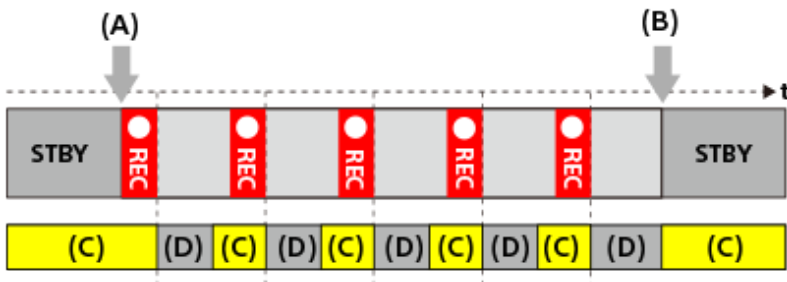 (A) (B)
t
STBY REC REC REC REC REC STBY
(C) (D) (C) (D) (C) (D) (C) (D) (C) (D) (C)